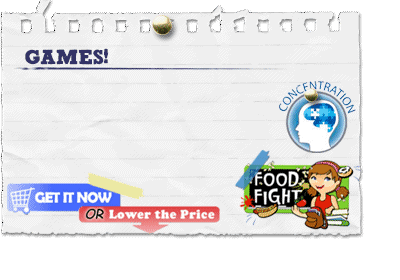 GAMES!
CONCENTRATION
FOOD
FIGHT
GET IT NOW
OR Lower the Price